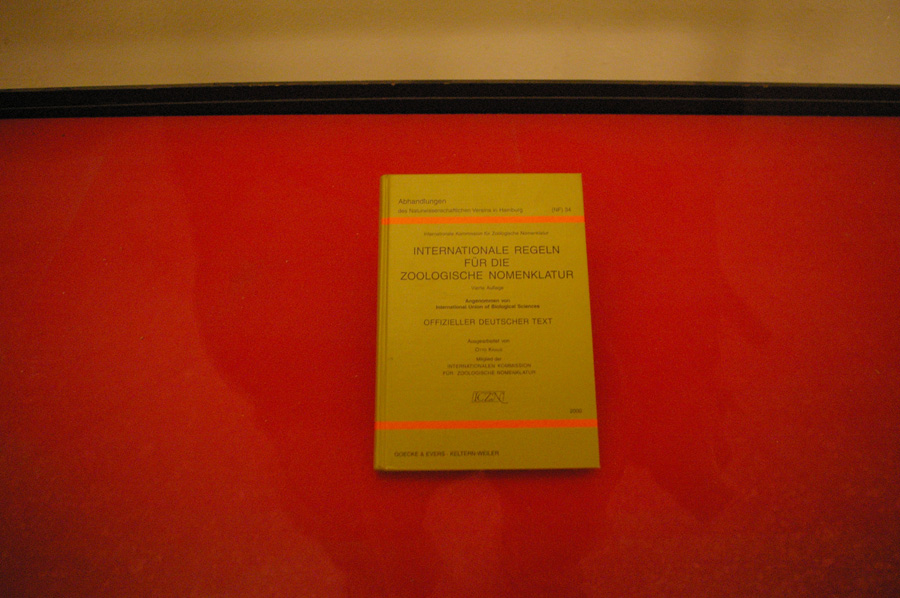 Abhandlungen
des Naturwissenschaftlichen Vereins in Hamburg (NF) 34
Internationale Kommission für Zoologische Nomenklatur
INTERNATIONALE REGELN
FÜR DIE
ZOOLOGISCHE NOMENKLATUR
Vierte Auflage
Angenommen von
International Union of Biological Sciences
OFFIZIELLER DEUTSCHER TEXT
Ausgearbeitet von
Otto Kraus
Mitglied der
INTERNATIONALEN KOMMISSION
FÜR ZOOLOGISCHE NOMENKLATUR
ICZN
2000
GOECKE & EVERS · KELTERN-WEILER